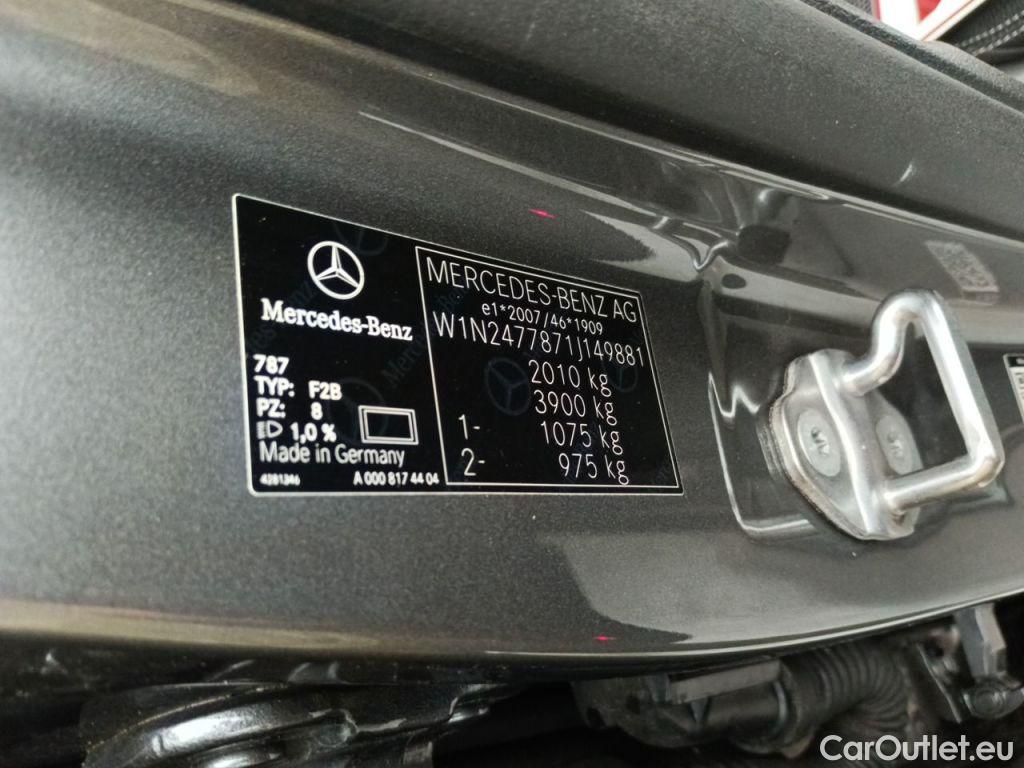 Mercedes-Benz
787
TYP: F2B
PZ: 8
1,0 %
Made in Germany
4281346
A 000 817 44 04
MERCEDES-BENZ AG
e1*2007/46*1909
W1N2477871J149881
2010 kg
3900 kg
1- 1075 kg
2- 975 kg
CarOutlet.eu